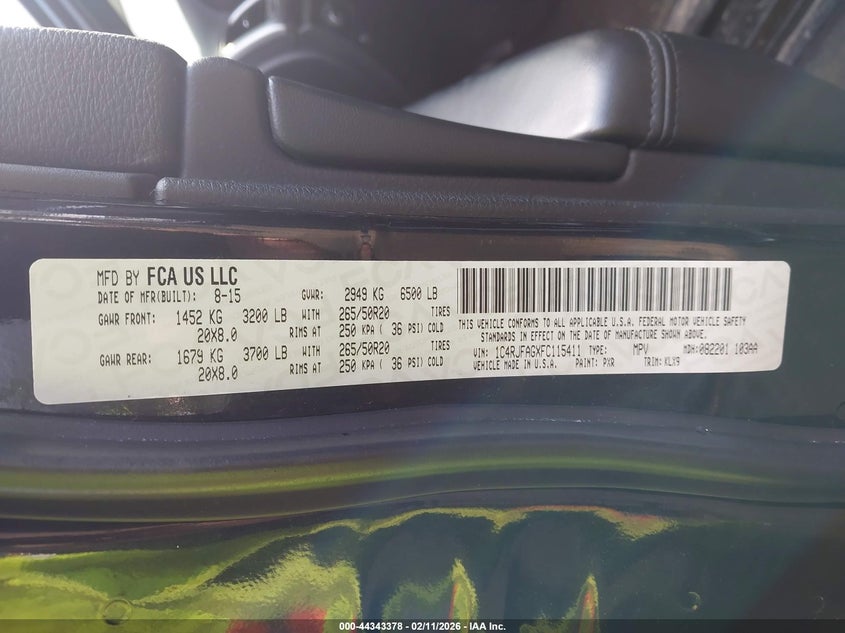 MFD BY FCA US LLC
DATE OF MFR(BUILT): 8-15 GVWR: 2949 KG 6500 LB
GAWR FRONT: 1452 KG 3200 LB WITH 265/50R20 TIRES
20X8.0 RIMS AT 250 KPA ( 36 PSI) COLD
GAWR REAR: 1679 KG 3700 LB WITH 265/50R20 TIRES
20X8.0 RIMS AT 250 KPA ( 36 PSI) COLD
THIS VEHICLE CONFORMS TO ALL APPLICABLE U.S.A. FEDERAL MOTOR VEHICLE SAFETY
STANDARDS IN EFFECT ON THE DATE OF MANUFACTURE SHOWN ABOVE.
VIN: 1C4RJFAGXFC115411 TYPE: MPV MDH:082201 103AA
VEHICLE MADE IN U.S.A. PAINT: PXR TRIM: KLX9
000-44343378 - 02/11/2026 - IAA Inc.